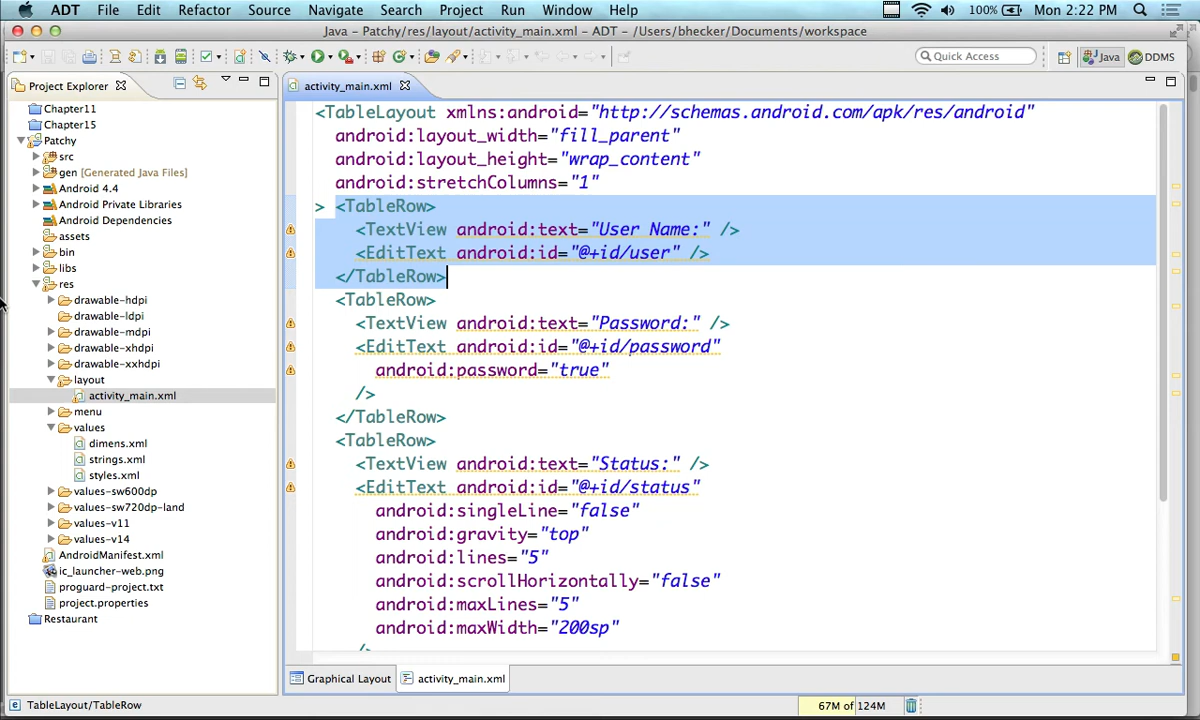 ADT File Edit Refactor Source Navigate Search Project Run Window Help 100% Mon 2:22 PM
Java - Patchy/res/layout/activity_main.xml - ADT - /Users/bhecker/Documents/workspace
Quick Access Java DDMS
Project Explorer
Chapter11
Chapter15
Patchy
src
gen [Generated Java Files]
Android 4.4
Android Private Libraries
Android Dependencies
assets
bin
libs
res
drawable-hdpi
drawable-ldpi
drawable-mdpi
drawable-xhdpi
drawable-xxhdpi
layout
activity_main.xml
menu
values
dimens.xml
strings.xml
styles.xml
values-sw600dp
values-sw720dp-land
values-v11
values-v14
AndroidManifest.xml
ic_launcher-web.png
proguard-project.txt
project.properties
Restaurant
activity_main.xml
<TableLayout xmlns:android="http://schemas.android.com/apk/res/android"
android:layout_width="fill_parent"
android:layout_height="wrap_content"
android:stretchColumns="1"
> <TableRow>
<TextView android:text="User Name:" />
<EditText android:id="@+id/user" />
</TableRow>
<TableRow>
<TextView android:text="Password:" />
<EditText android:id="@+id/password"
android:password="true"
/>
</TableRow>
<TableRow>
<TextView android:text="Status:" />
<EditText android:id="@+id/status"
android:singleLine="false"
android:gravity="top"
android:lines="5"
android:scrollHorizontally="false"
android:maxLines="5"
android:maxWidth="200sp"
/>
Graphical Layout activity_main.xml
TableLayout/TableRow 67M of 124M